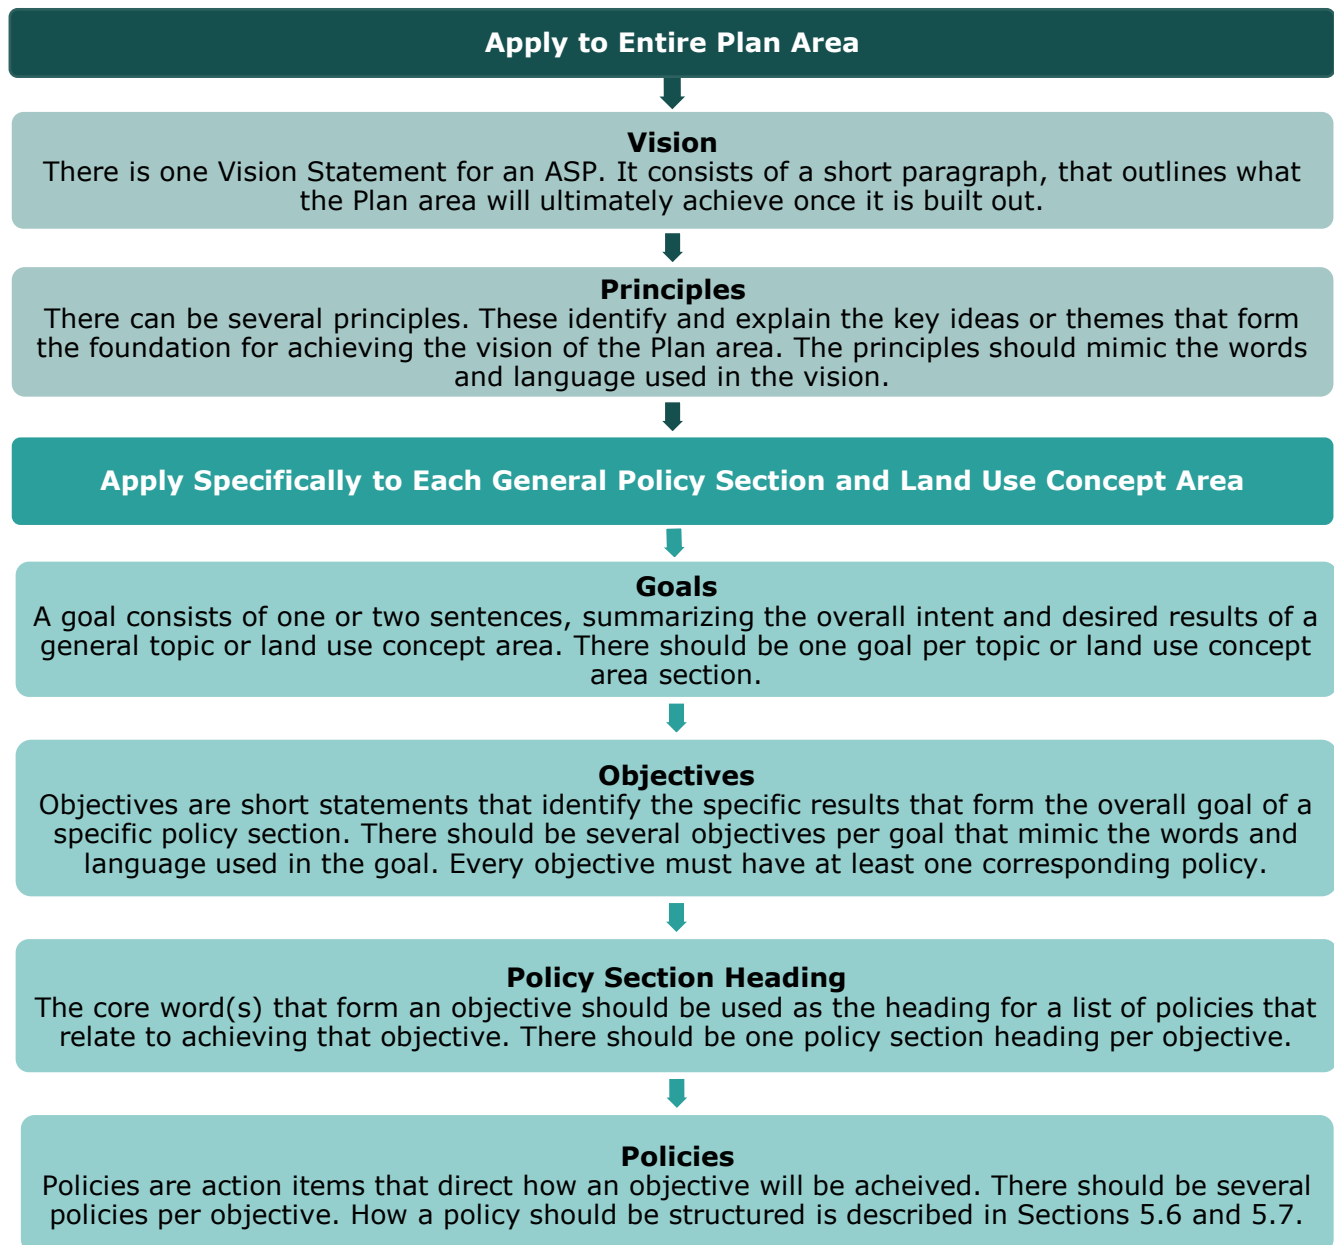 Apply to Entire Plan Area
Vision
There is one Vision Statement for an ASP. It consists of a short paragraph, that outlines what
the Plan area will ultimately achieve once it is built out.
Principles
There can be several principles. These identify and explain the key ideas or themes that form
the foundation for achieving the vision of the Plan area. The principles should mimic the words
and language used in the vision.
Apply Specifically to Each General Policy Section and Land Use Concept Area
Goals
A goal consists of one or two sentences, summarizing the overall intent and desired results of a
general topic or land use concept area. There should be one goal per topic or land use concept
area section.
Objectives
Objectives are short statements that identify the specific results that form the overall goal of a
specific policy section. There should be several objectives per goal that mimic the words and
language used in the goal. Every objective must have at least one corresponding policy.
Policy Section Heading
The core word(s) that form an objective should be used as the heading for a list of policies that
relate to achieving that objective. There should be one policy section heading per objective.
Policies
Policies are action items that direct how an objective will be acheived. There should be several
policies per objective. How a policy should be structured is described in Sections 5.6 and 5.7.